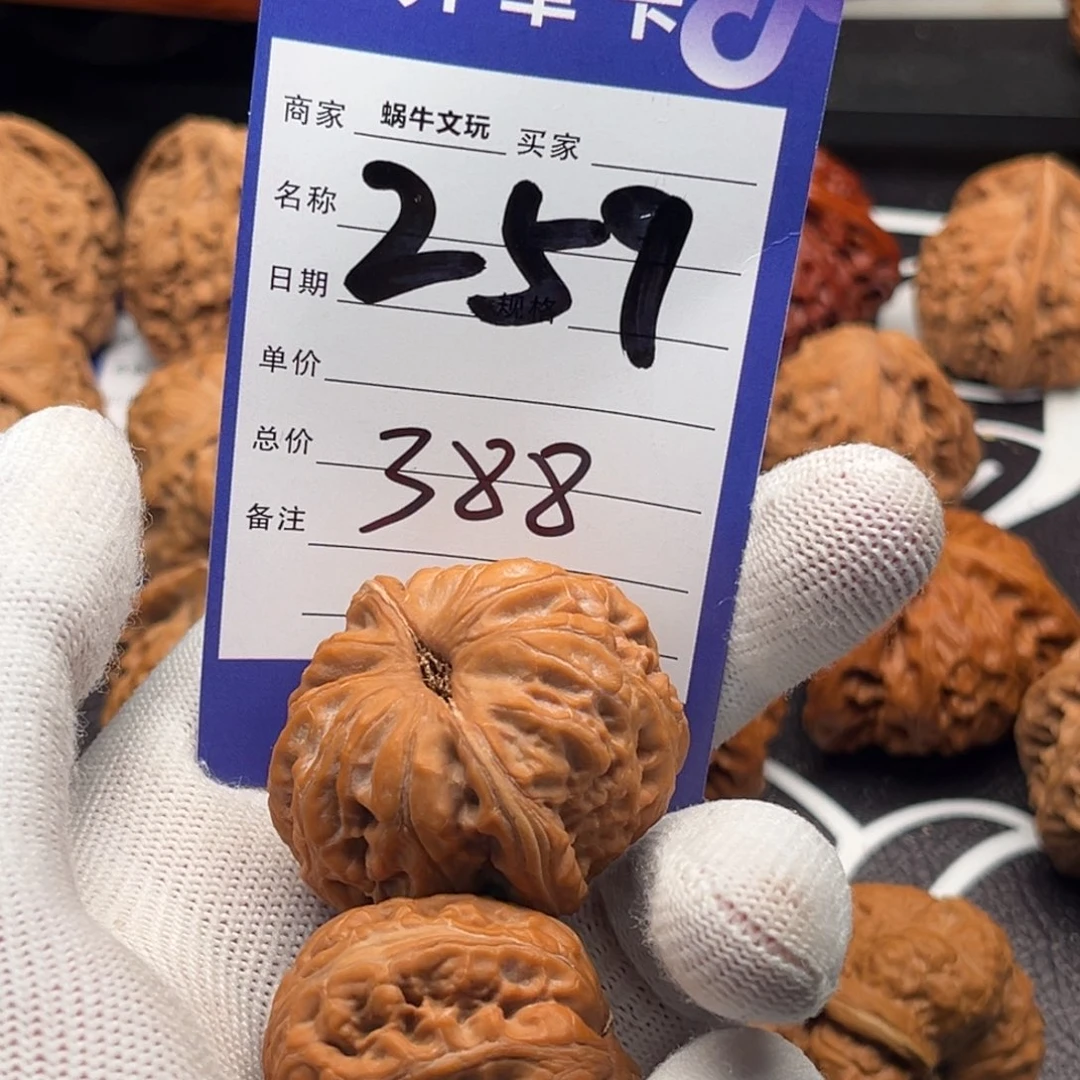 商家 蜗牛文玩 买家
名称 259
日期 规格
单价
总价 388
备注